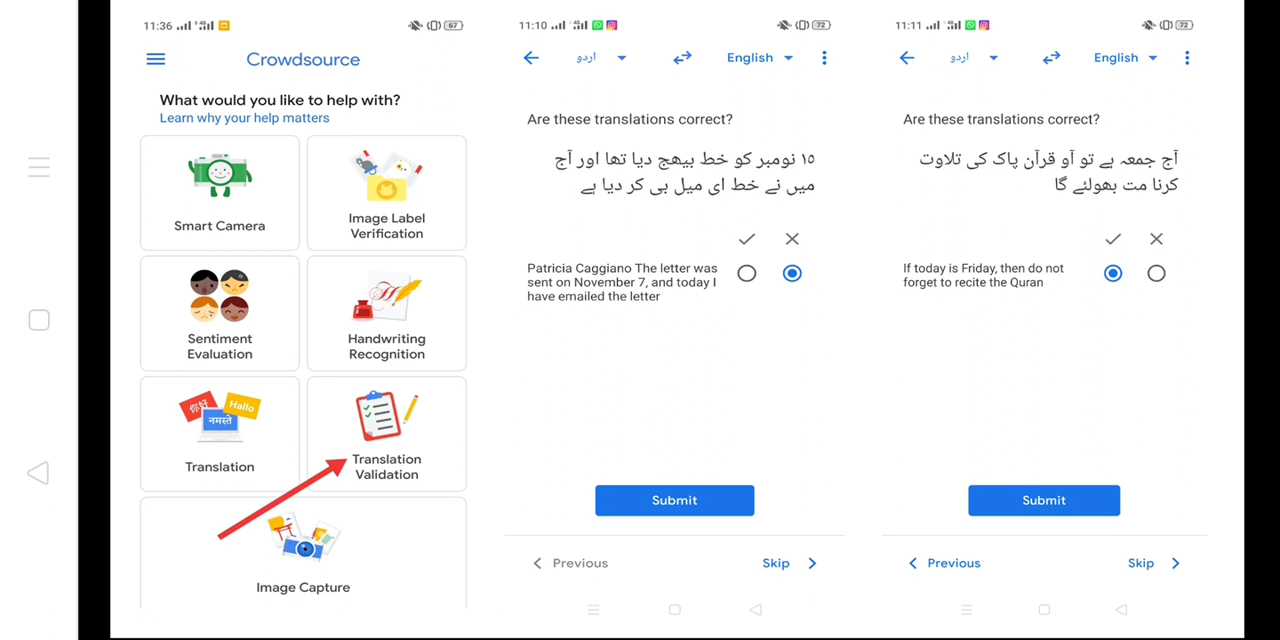 11:36
67
Crowdsource
What would you like to help with?
Learn why your help matters
Smart Camera
Image Label
Verification
Sentiment
Evaluation
Handwriting
Recognition
你好
Hallo
नमस्ते
Translation
Translation
Validation
Image Capture
11:10
72
اردو
English
Are these translations correct?
١٥ نومبر کو خط بیھج دیا تھا اور آج
میں نے خط ای میل بی کر دیا ہے
Patricia Caggiano The letter was
sent on November 7, and today I
have emailed the letter
Submit
Previous
Skip
11:11
72
اردو
English
Are these translations correct?
آج جمعہ ہے تو آو قرآن پاک کی تلاوت
کرنا مت بھولئے گا
If today is Friday, then do not
forget to recite the Quran
Submit
Previous
Skip